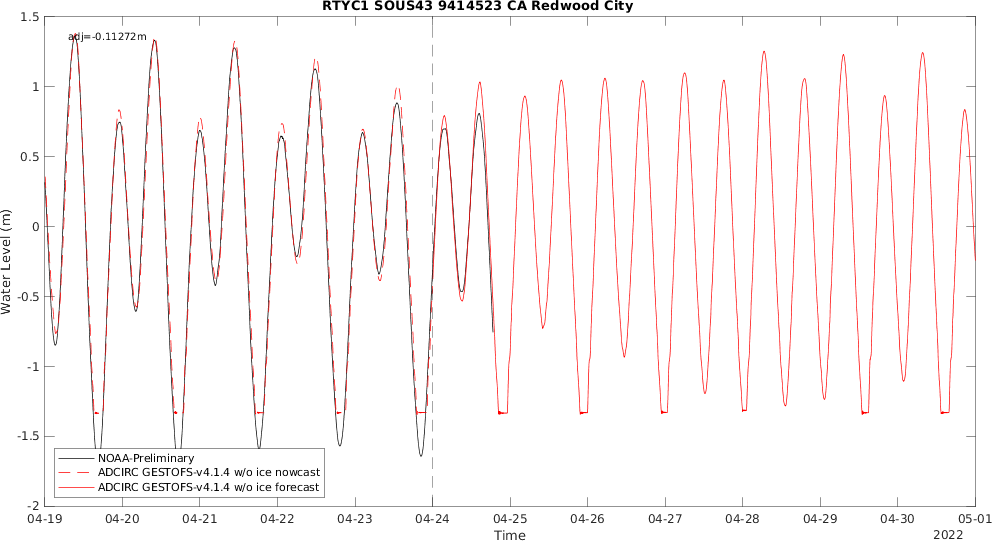 RTYC1 SOUS43 9414523 CA Redwood City
adj=-0.11272m
Water Level (m)
1.5
1
0.5
0
-0.5
-1
-1.5
-2
NOAA-Preliminary
ADCIRC GESTOFS-v4.1.4 w/o ice nowcast
ADCIRC GESTOFS-v4.1.4 w/o ice forecast
04-19 04-20 04-21 04-22 04-23 04-24 04-25 04-26 04-27 04-28 04-29 04-30 05-01
Time
2022